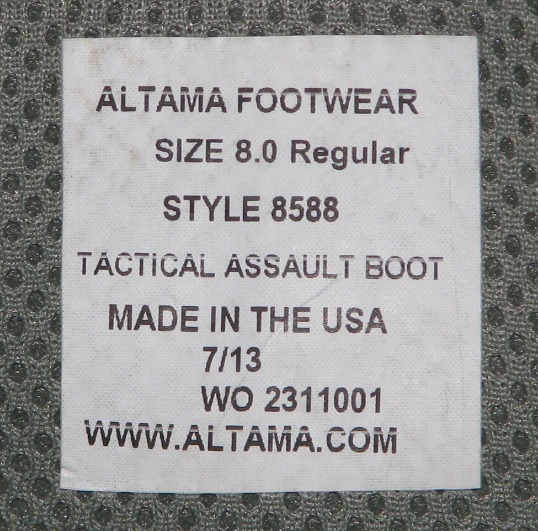 ALTAMA FOOTWEAR
SIZE 8.0 Regular
STYLE 8588
TACTICAL ASSAULT BOOT
MADE IN THE USA
7/13
WO 2311001
WWW.ALTAMA.COM